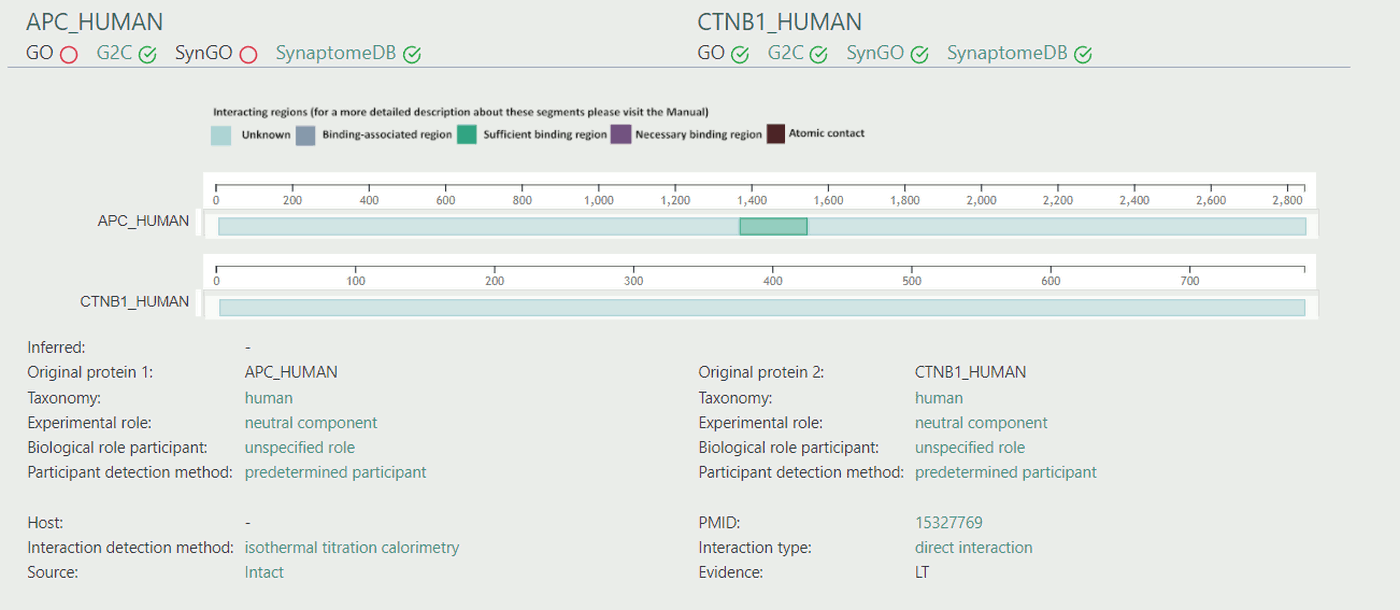 APC_HUMAN CTNB1_HUMAN
GO G2C SynGO SynaptomeDB GO G2C SynGO SynaptomeDB
Interacting regions (for a more detailed description about these segments please visit the Manual)
Unknown Binding-associated region Sufficient binding region Necessary binding region Atomic contact
0 200 400 600 800 1,000 1,200 1,400 1,600 1,800 2,000 2,200 2,400 2,600 2,800
APC_HUMAN
0 100 200 300 400 500 600 700
CTNB1_HUMAN
Inferred: -
Original protein 1: APC_HUMAN Original protein 2: CTNB1_HUMAN
Taxonomy: human Taxonomy: human
Experimental role: neutral component Experimental role: neutral component
Biological role participant: unspecified role Biological role participant: unspecified role
Participant detection method: predetermined participant Participant detection method: predetermined participant
Host: - PMID: 15327769
Interaction detection method: isothermal titration calorimetry Interaction type: direct interaction
Source: Intact Evidence: LT